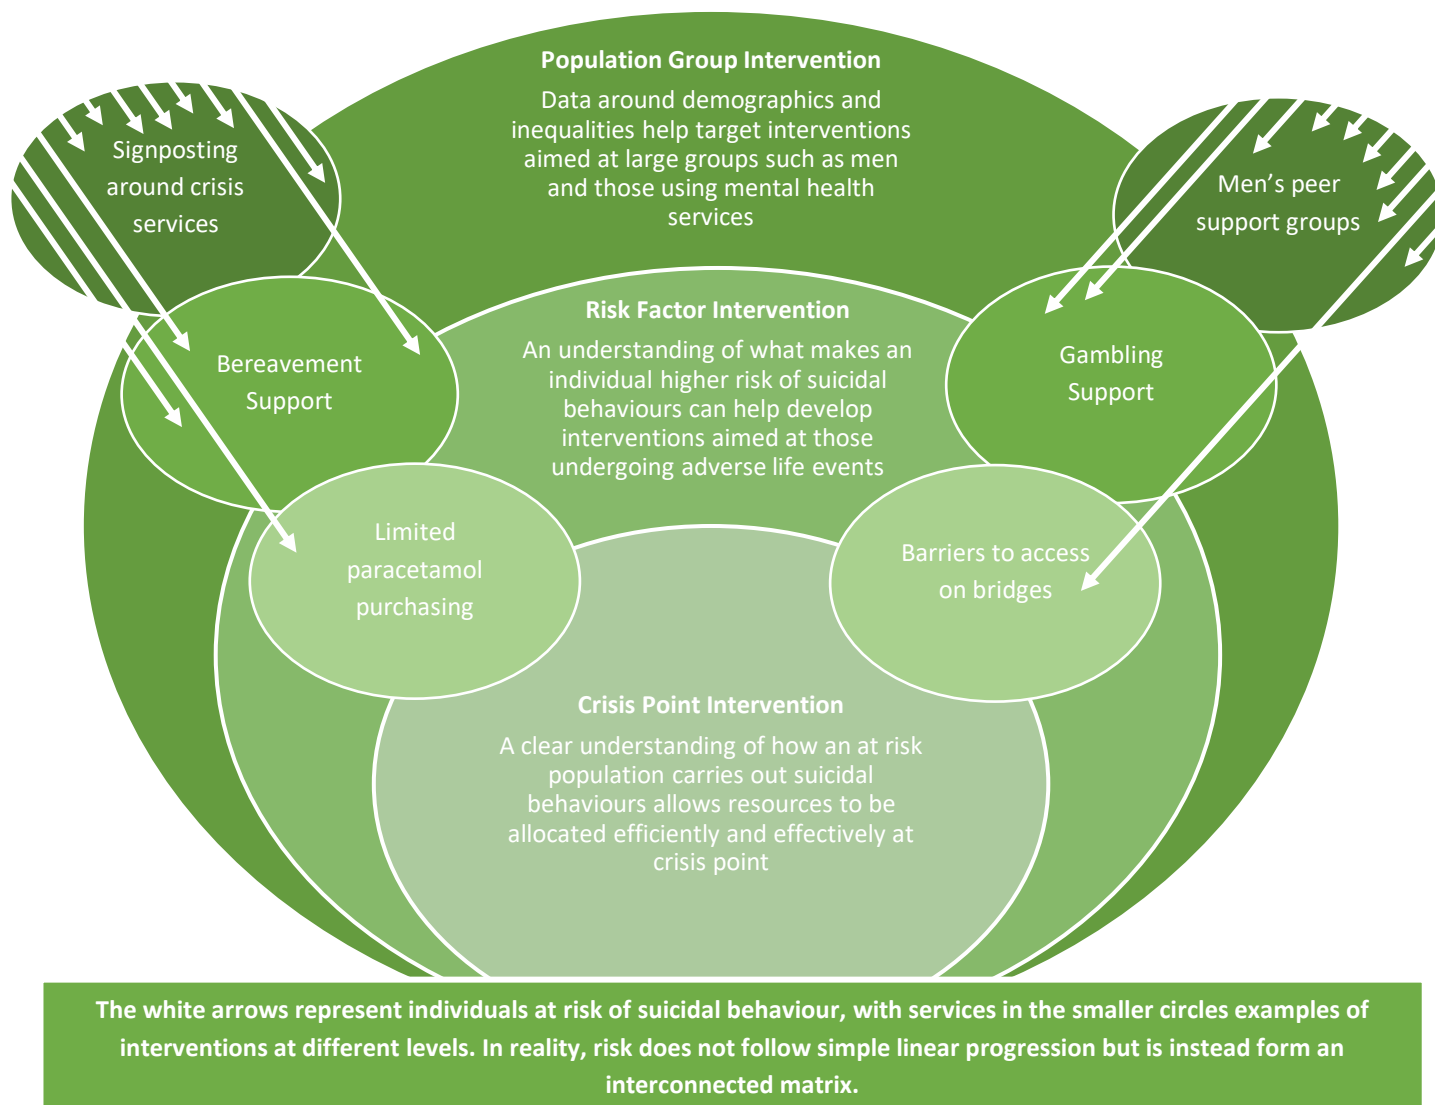 Population Group Intervention
Data around demographics and
inequalities help target interventions
aimed at large groups such as men
and those using mental health
services
Signposting
around crisis
services
Men’s peer
support groups
Risk Factor Intervention
An understanding of what makes an
individual higher risk of suicidal
behaviours can help develop
interventions aimed at those
undergoing adverse life events
Bereavement
Support
Gambling
Support
Limited
paracetamol
purchasing
Barriers to access
on bridges
Crisis Point Intervention
A clear understanding of how an at risk
population carries out suicidal
behaviours allows resources to be
allocated efficiently and effectively at
crisis point
The white arrows represent individuals at risk of suicidal behaviour, with services in the smaller circles examples of
interventions at different levels. In reality, risk does not follow simple linear progression but is instead form an
interconnected matrix.